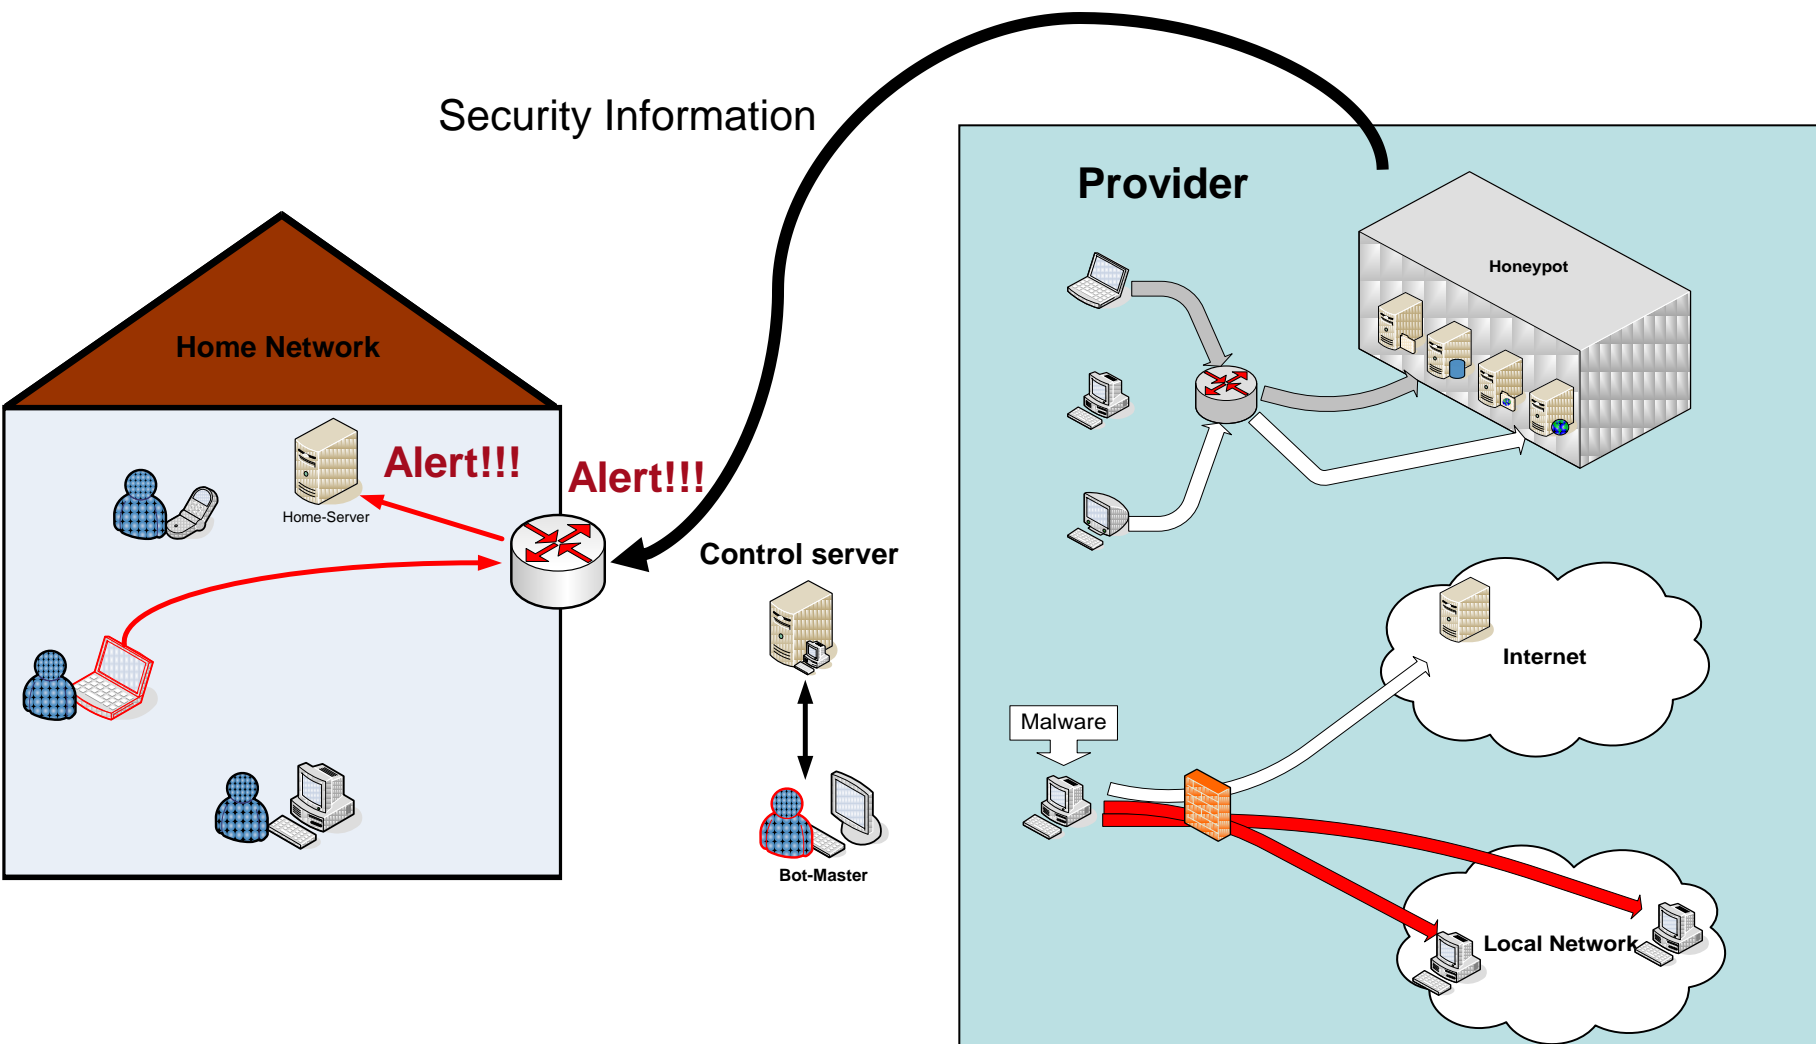 Security Information
Provider
Honeypot
Home Network
Alert!!!
Alert!!!
Home-Server
Control server
Internet
Malware
Bot-Master
Local Network